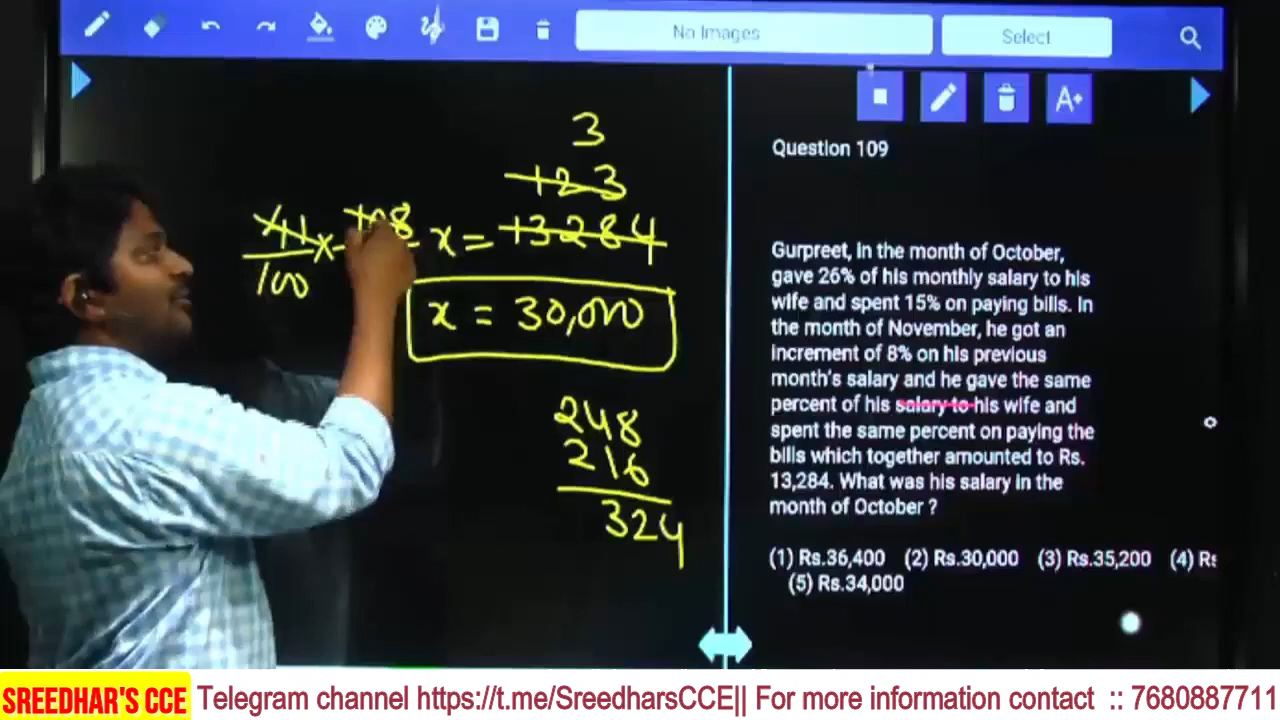 No Images
Select
A+
3
123
41/100 x 108 x = 13284
x = 30,000
248
216
324
Question 109
Gurpreet, in the month of October,
gave 26% of his monthly salary to his
wife and spent 15% on paying bills. In
the month of November, he got an
increment of 8% on his previous
month's salary and he gave the same
percent of his salary to his wife and
spent the same percent on paying the
bills which together amounted to Rs.
13,284. What was his salary in the
month of October ?
(1) Rs.36,400 (2) Rs.30,000 (3) Rs.35,200 (4) Rs
(5) Rs.34,000
SREEDHAR'S CCE Telegram channel https://t.me/SreedharsCCE|| For more information contact :: 7680887711